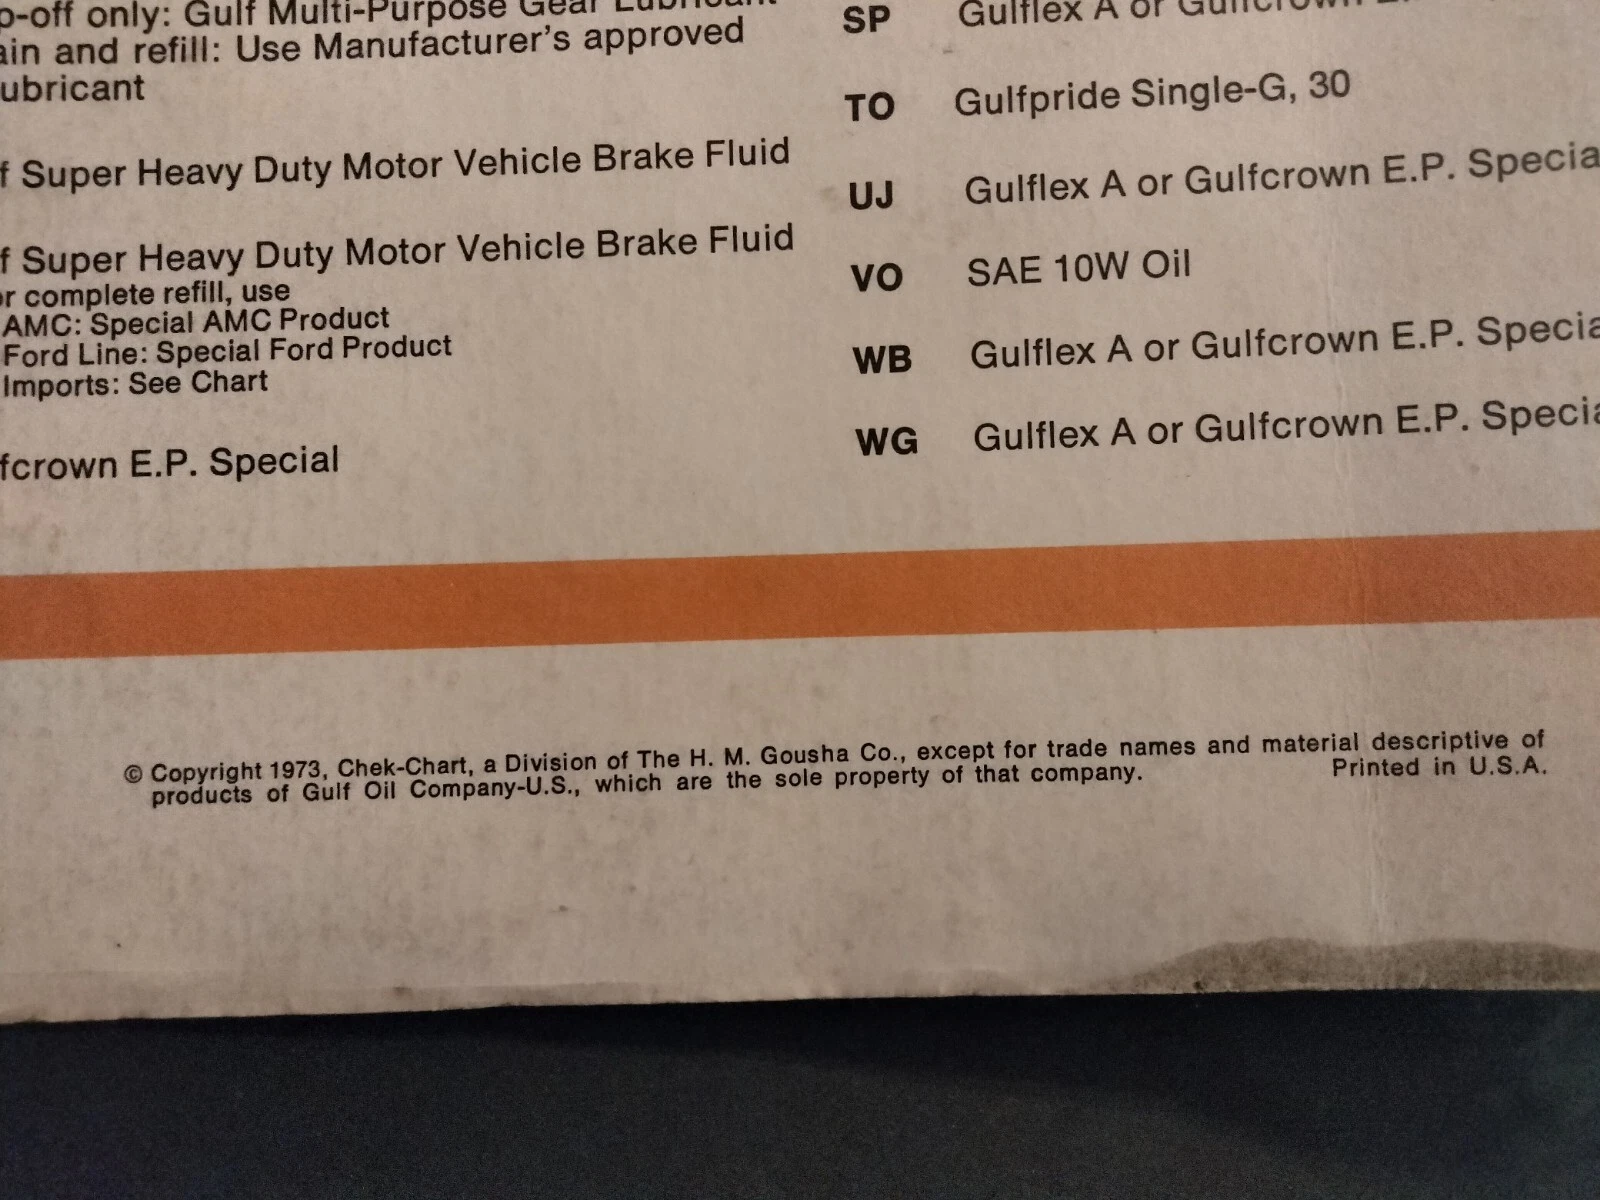 p-off only: Gulf Multi-Purpose Gear Lubricant
ain and refill: Use Manufacturer's approved
ubricant
f Super Heavy Duty Motor Vehicle Brake Fluid
f Super Heavy Duty Motor Vehicle Brake Fluid
or complete refill, use
AMC: Special AMC Product
Ford Line: Special Ford Product
Imports: See Chart
fcrown E.P. Special
SP Gulflex A or Gulfcrown
TO Gulfpride Single-G, 30
UJ Gulflex A or Gulfcrown E.P. Specia
VO SAE 10W Oil
WB Gulflex A or Gulfcrown E.P. Specia
WG Gulflex A or Gulfcrown E.P. Specia
© Copyright 1973, Chek-Chart, a Division of The H. M. Gousha Co., except for trade names and material descriptive of
products of Gulf Oil Company-U.S., which are the sole property of that company. Printed in U.S.A.